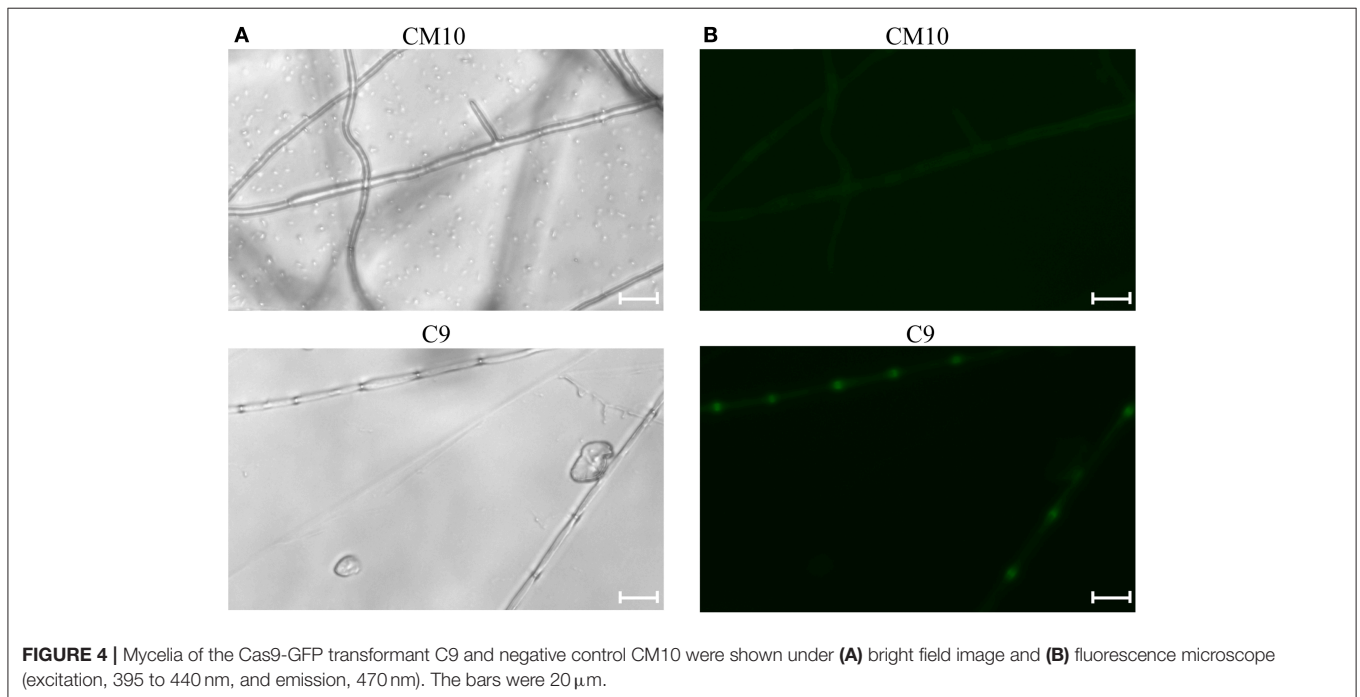 A CM10 B CM10
C9 C9
FIGURE 4 | Mycelia of the Cas9-GFP transformant C9 and negative control CM10 were shown under (A) bright field image and (B) fluorescence microscope
(excitation, 395 to 440 nm, and emission, 470 nm). The bars were 20 μm.